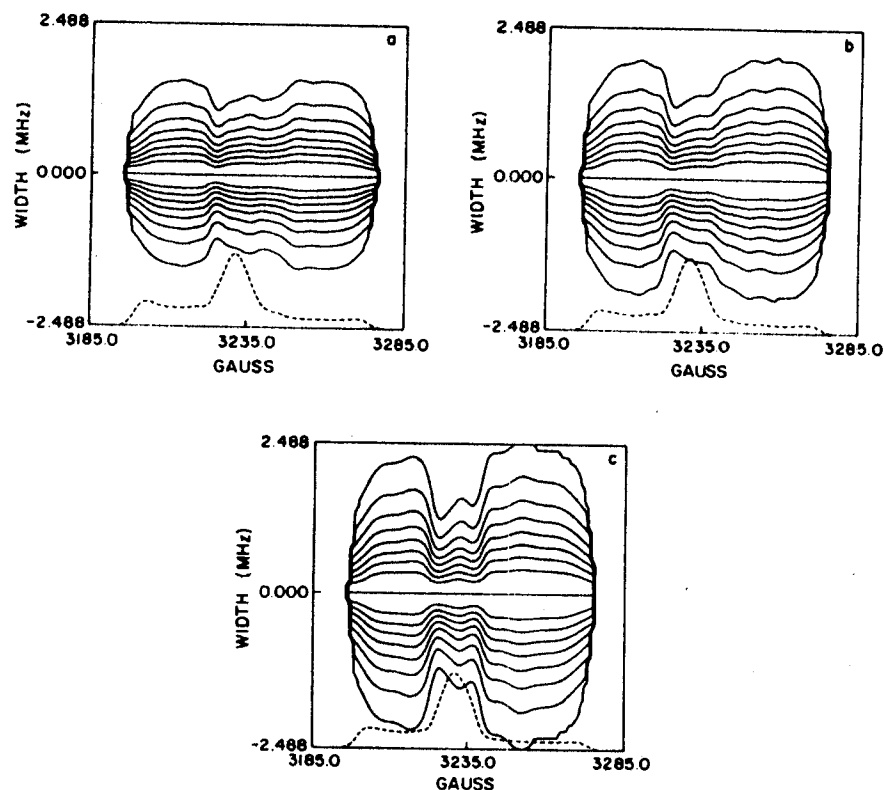 2.488
a
WIDTH (MHz)
0.000
-2.488
3185.0 3235.0 3285.0
GAUSS
2.488
b
WIDTH (MHz)
0.000
-2.488
3185.0 3235.0 3285.0
GAUSS
2.488
c
WIDTH (MHz)
0.000
-2.488
3185.0 3235.0 3285.0
GAUSS